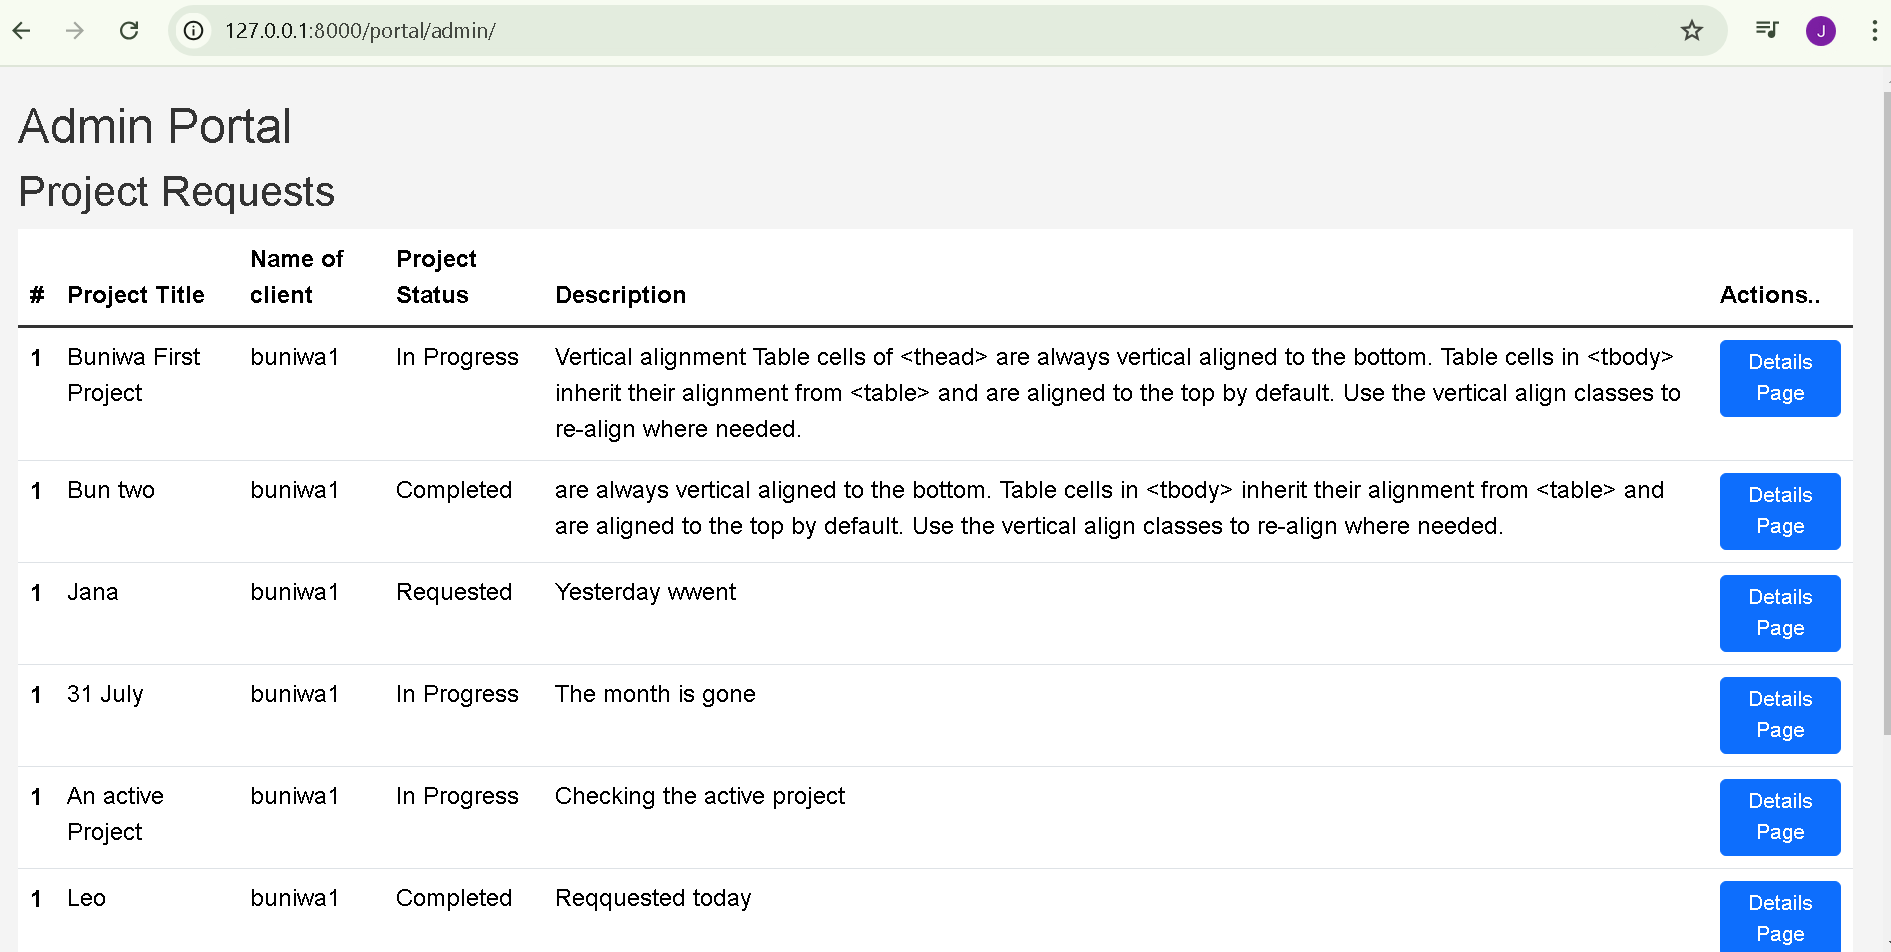 127.0.0.1:8000/portal/admin/
J
Admin Portal
Project Requests
# Project Title Name of client Project Status Description Actions..
1 Buniwa First Project buniwa1 In Progress Vertical alignment Table cells of <thead> are always vertical aligned to the bottom. Table cells in <tbody>
inherit their alignment from <table> and are aligned to the top by default. Use the vertical align classes to
re-align where needed. Details Page
1 Bun two buniwa1 Completed are always vertical aligned to the bottom. Table cells in <tbody> inherit their alignment from <table> and
are aligned to the top by default. Use the vertical align classes to re-align where needed. Details Page
1 Jana buniwa1 Requested Yesterday wwent Details Page
1 31 July buniwa1 In Progress The month is gone Details Page
1 An active Project buniwa1 In Progress Checking the active project Details Page
1 Leo buniwa1 Completed Reqquested today Details Page